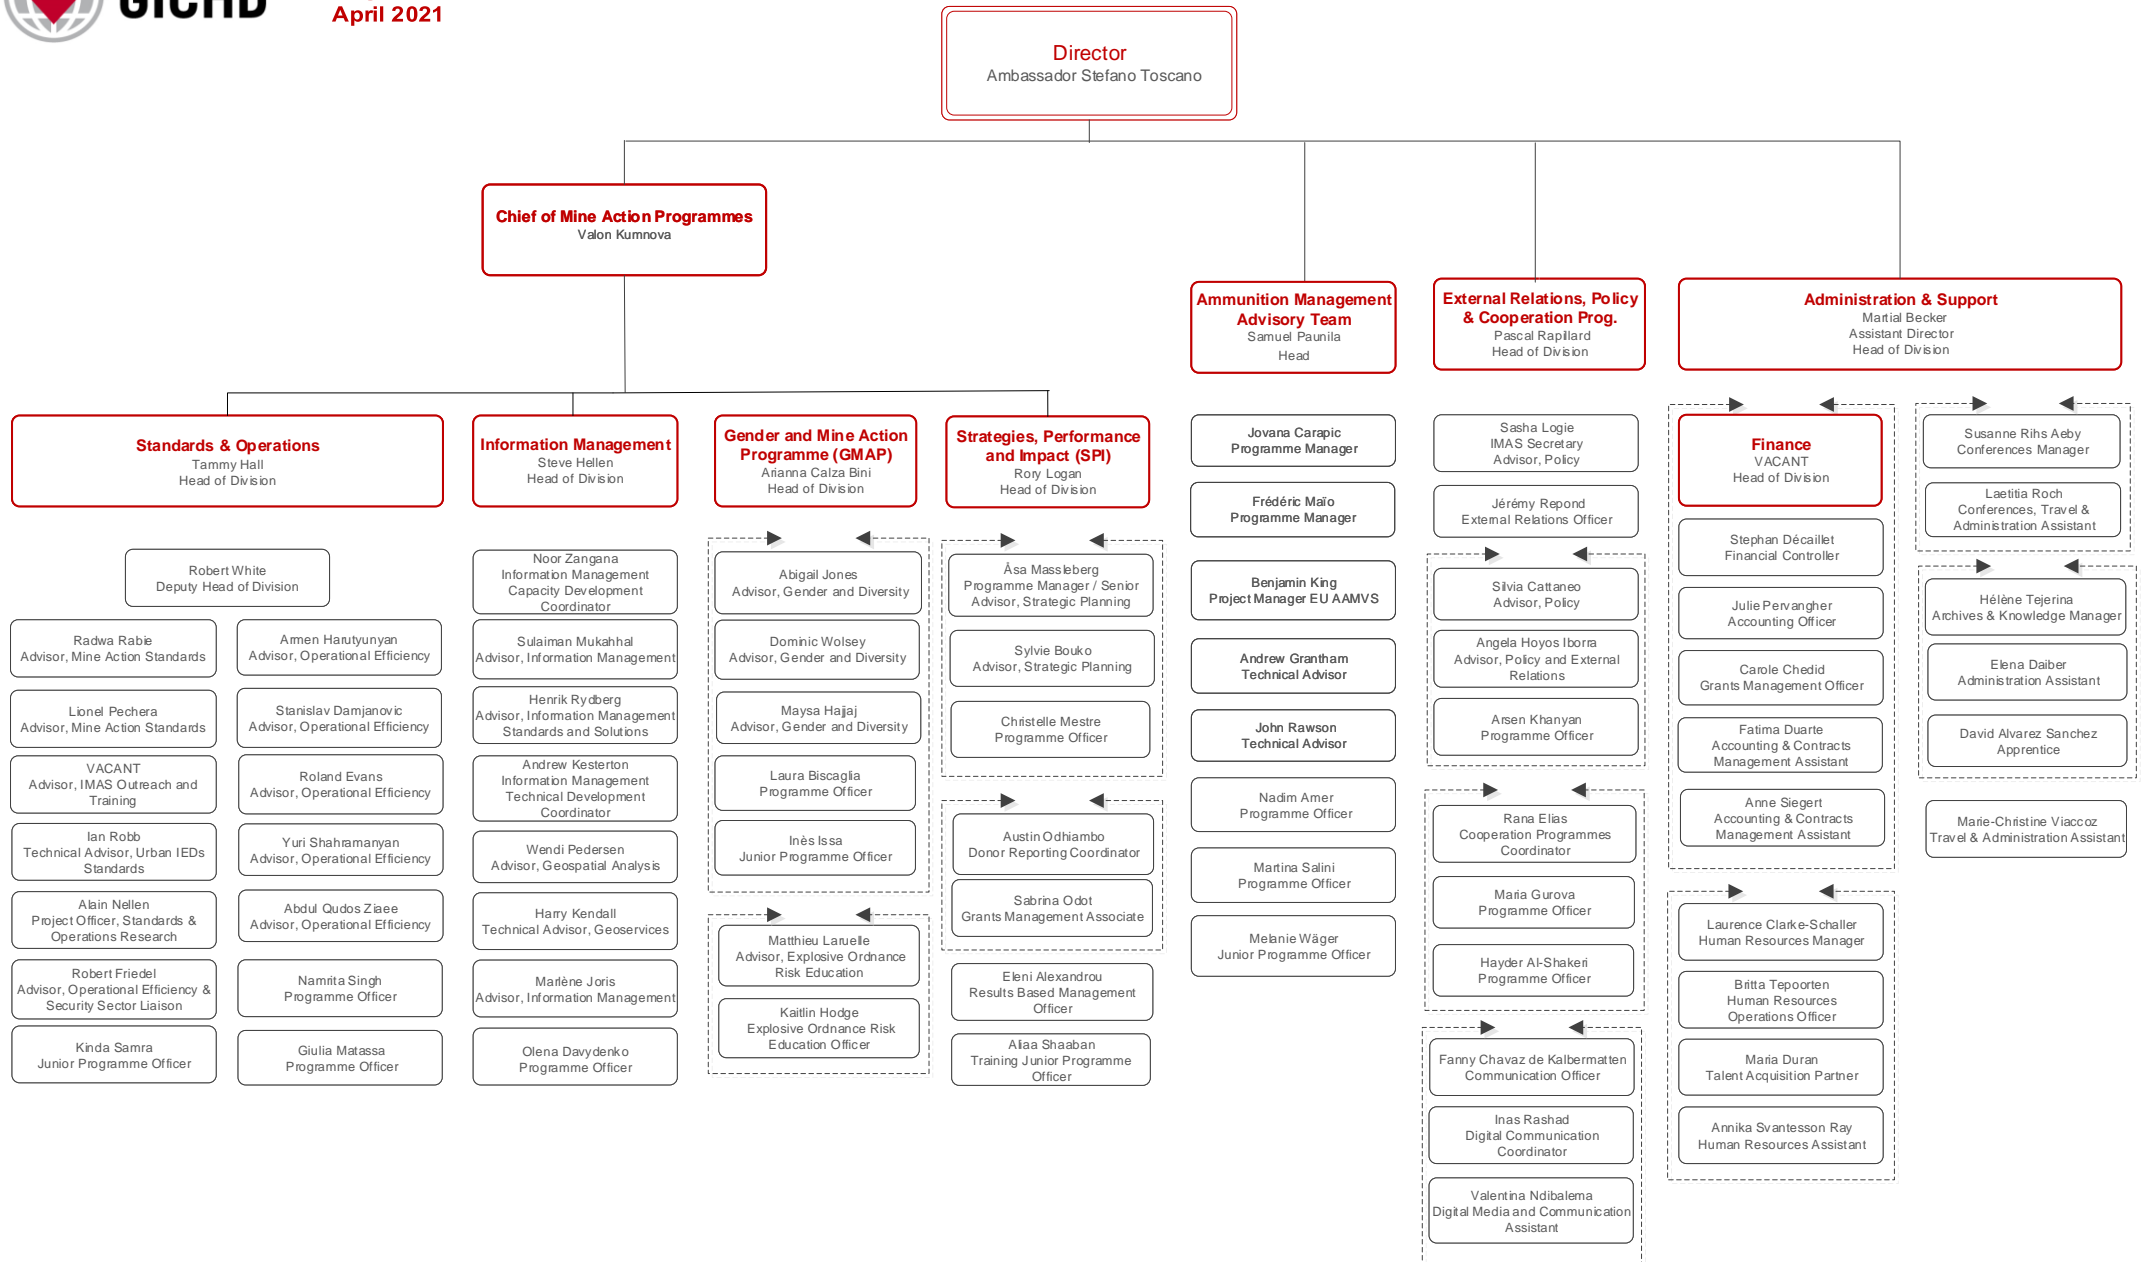 GICHD
April 2021
Director
Ambassador Stefano Toscano
Chief of Mine Action Programmes
Valon Kumnova
Ammunition Management
Advisory Team
Samuel Paunila
Head
External Relations, Policy
& Cooperation Prog.
Pascal Rapillard
Head of Division
Administration & Support
Martial Becker
Assistant Director
Head of Division
Standards & Operations
Tammy Hall
Head of Division
Robert White
Deputy Head of Division
Radwa Rabie
Advisor, Mine Action Standards
Lionel Pechera
Advisor, Mine Action Standards
VACANT
Advisor, IMAS Outreach and
Training
Ian Robb
Technical Advisor, Urban IEDs
Standards
Alain Nellen
Project Officer, Standards &
Operations Research
Robert Friedel
Advisor, Operational Efficiency &
Security Sector Liaison
Kinda Samra
Junior Programme Officer
Armen Harutyunyan
Advisor, Operational Efficiency
Stanislav Damjanovic
Advisor, Operational Efficiency
Roland Evans
Advisor, Operational Efficiency
Yuri Shahramanyan
Advisor, Operational Efficiency
Abdul Qudos Ziaee
Advisor, Operational Efficiency
Namrita Singh
Programme Officer
Giulia Matassa
Programme Officer
Information Management
Steve Hellen
Head of Division
Noor Zangana
Information Management
Capacity Development
Coordinator
Sulaiman Mukahhal
Advisor, Information Management
Henrik Rydberg
Advisor, Information Management
Standards and Solutions
Andrew Kesterton
Information Management
Technical Development
Coordinator
Wendi Pedersen
Advisor, Geospatial Analysis
Harry Kendall
Technical Advisor, Geoservices
Marlène Joris
Advisor, Information Management
Olena Davydenko
Programme Officer
Gender and Mine Action
Programme (GMAP)
Arianna Calza Bini
Head of Division
Abigail Jones
Advisor, Gender and Diversity
Dominic Wolsey
Advisor, Gender and Diversity
Maysa Hajjaj
Advisor, Gender and Diversity
Laura Biscaglia
Programme Officer
Inès Issa
Junior Programme Officer
Matthieu Laruelle
Advisor, Explosive Ordnance
Risk Education
Kaitlin Hodge
Explosive Ordnance Risk
Education Officer
Strategies, Performance
and Impact (SPI)
Rory Logan
Head of Division
Åsa Massleberg
Programme Manager / Senior
Advisor, Strategic Planning
Sylvie Bouko
Advisor, Strategic Planning
Christelle Mestre
Programme Officer
Austin Odhiambo
Donor Reporting Coordinator
Sabrina Odot
Grants Management Associate
Eleni Alexandrou
Results Based Management
Officer
Aliaa Shaaban
Training Junior Programme
Officer
Jovana Carapic
Programme Manager
Frédéric Maïo
Programme Manager
Benjamin King
Project Manager EU AAMVS
Andrew Grantham
Technical Advisor
John Rawson
Technical Advisor
Nadim Amer
Programme Officer
Martina Salini
Programme Officer
Melanie Wäger
Junior Programme Officer
Sasha Logie
IMAS Secretary
Advisor, Policy
Jérémy Repond
External Relations Officer
Silvia Cattaneo
Advisor, Policy
Angela Hoyos Iborra
Advisor, Policy and External
Relations
Arsen Khanyan
Programme Officer
Rana Elias
Cooperation Programmes
Coordinator
Maria Gurova
Programme Officer
Hayder Al-Shakeri
Programme Officer
Fanny Chavaz de Kalbermatten
Communication Officer
Inas Rashad
Digital Communication
Coordinator
Valentina Ndibalema
Digital Media and Communication
Assistant
Finance
VACANT
Head of Division
Stephan Décaillet
Financial Controller
Julie Pervangher
Accounting Officer
Carole Chedid
Grants Management Officer
Fatima Duarte
Accounting & Contracts
Management Assistant
Anne Siegert
Accounting & Contracts
Management Assistant
Laurence Clarke-Schaller
Human Resources Manager
Britta Tepoorten
Human Resources
Operations Officer
Maria Duran
Talent Acquisition Partner
Annika Svantesson Ray
Human Resources Assistant
Susanne Rihs Aeby
Conferences Manager
Laetitia Roch
Conferences, Travel &
Administration Assistant
Hélène Tejerina
Archives & Knowledge Manager
Elena Daiber
Administration Assistant
David Alvarez Sanchez
Apprentice
Marie-Christine Viaccoz
Travel & Administration Assistant